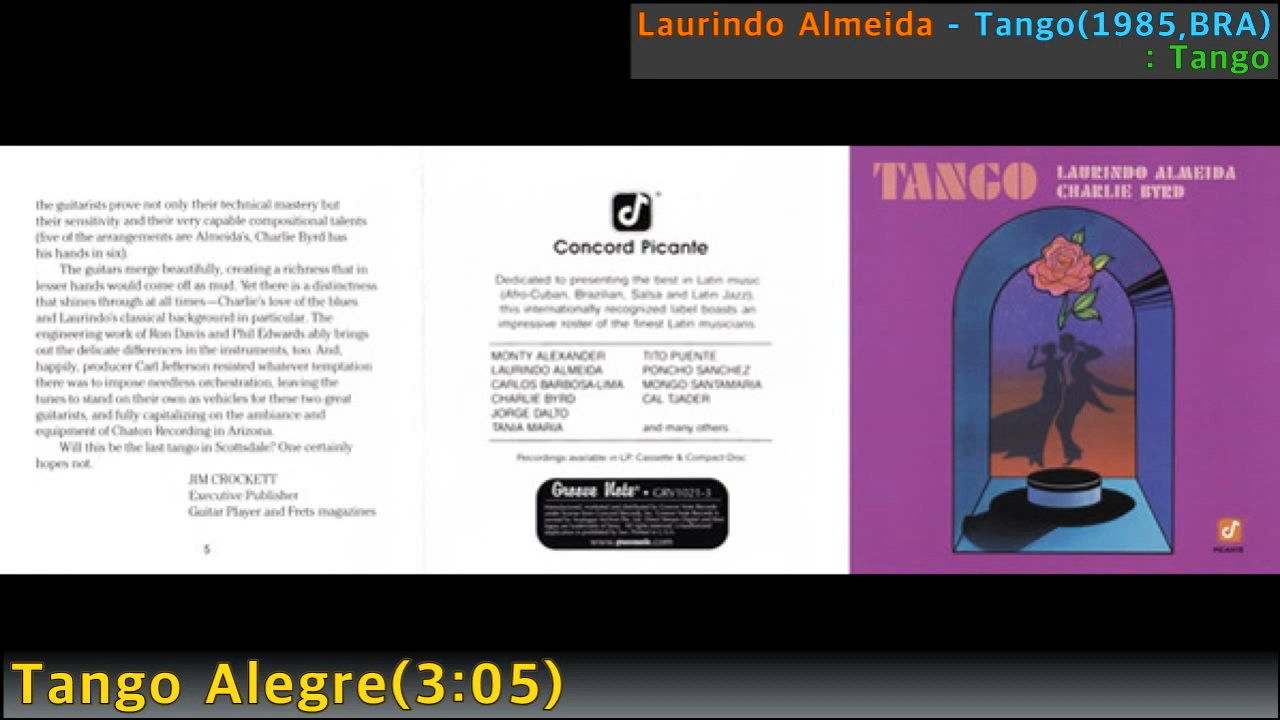 Laurindo Almeida - Tango(1985,BRA)
: Tango
the guitarists prove not only their technical mastery but
their sensitivity and their very capable compositional talents
(five of the arrangements are Almeida's, Charlie Byrd has
his hands in six).
The guitars merge beautifully, creating a richness that in
lesser hands would come off as mud. Yet there is a distinctness
that shines through at all times—Charlie's love of the blues
and Laurindo's classical background in particular. The
engineering work of Ron Davis and Phil Edwards ably brings
out the delicate differences in the instruments, too. And,
happily, producer Carl Jefferson resisted whatever temptation
there was to impose needless orchestration, leaving the
tunes to stand on their own as vehicles for these two great
guitarists, and fully capitalizing on the ambiance and
equipment of Chaton Recording in Arizona.
Will this be the last tango in Scottsdale? One certainly
hopes not.
JIM CROCKETT
Executive Publisher
Guitar Player and Frets magazines
5
Concord Picante
Dedicated to presenting the best in Latin music
(Afro-Cuban, Brazilian, Salsa and Latin Jazz),
this internationally recognized label boasts an
impressive roster of the finest Latin musicians.
MONTY ALEXANDER TITO PUENTE
LAURINDO ALMEIDA PONCHO SANCHEZ
CARLOS BARBOSA-LIMA MONGO SANTAMARIA
CHARLIE BYRD CAL TJADER
JORGE DALTO
TANIA MARIA and many others...
Recordings available in LP, Cassette & Compact Disc
Groove Note • GRV1021-3
TANGO LAURINDO ALMEIDA
CHARLIE BYRD
PICANTE
Tango Alegre(3:05)